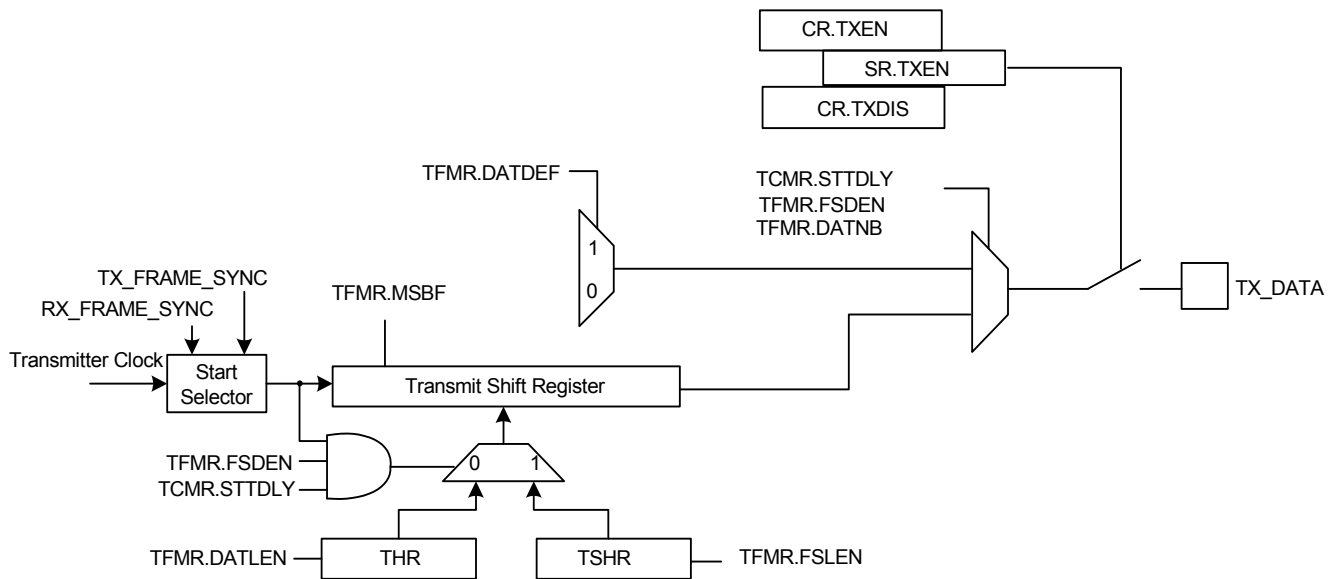 CR.TXEN
SR.TXEN
CR.TXDIS
TFMR.DATDEF
TCMR.STTDLY
TFMR.FSDEN
TFMR.DATNB
1
0
TX_FRAME_SYNC
RX_FRAME_SYNC
TFMR.MSBF
TX_DATA
Transmitter Clock
Start
Selector
Transmit Shift Register
TFMR.FSDEN
TCMR.STTDLY
0 1
TFMR.DATLEN
THR
TSHR
TFMR.FSLEN